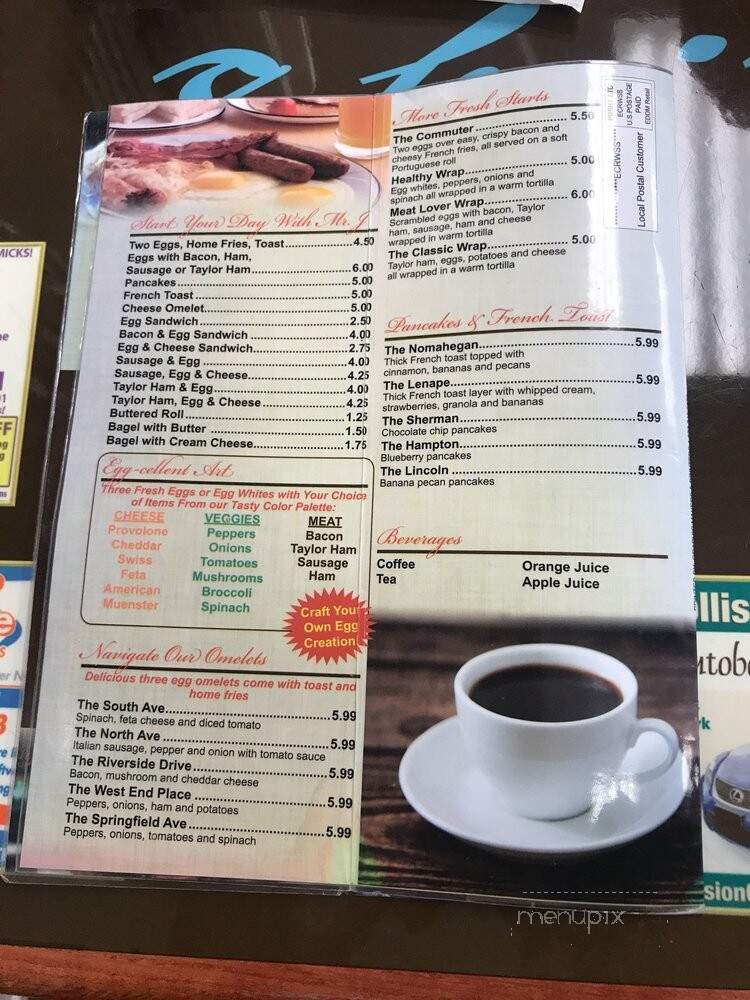 Start Your Day With Mr. J
Two Eggs, Home Fries, Toast 4.50
Eggs with Bacon, Ham,
Sausage or Taylor Ham 6.00
Pancakes 5.00
French Toast 5.00
Cheese Omelet 5.00
Egg Sandwich 2.50
Bacon & Egg Sandwich 4.00
Egg & Cheese Sandwich 2.75
Sausage & Egg 4.00
Sausage, Egg & Cheese 4.25
Taylor Ham & Egg 4.00
Taylor Ham, Egg & Cheese 4.25
Buttered Roll 1.25
Bagel with Butter 1.50
Bagel with Cream Cheese 1.75
Egg-cellent Art
Three Fresh Eggs or Egg Whites with Your Choice
of Items From our Tasty Color Palette:
CHEESE
Provolone
Cheddar
Swiss
Feta
American
Muenster
VEGGIES
Peppers
Onions
Tomatoes
Mushrooms
Broccoli
Spinach
MEAT
Bacon
Taylor Ham
Sausage
Ham
Craft Your
Own Egg
Creation
Navigate Our Omelets
Delicious three egg omelets come with toast and
home fries
The South Ave 5.99
Spinach, feta cheese and diced tomato
The North Ave 5.99
Italian sausage, pepper and onion with tomato sauce
The Riverside Drive 5.99
Bacon, mushroom and cheddar cheese
The West End Place 5.99
Peppers, onions, ham and potatoes
The Springfield Ave 5.99
Peppers, onions, tomatoes and spinach
More Fresh Starts
The Commuter 5.50
Two eggs over easy, crispy bacon and
cheesy French fries, all served on a soft
Portuguese roll
Healthy Wrap 5.00
Egg whites, peppers, onions and
spinach all wrapped in a warm tortilla
Meat Lover Wrap 6.00
Scrambled eggs with bacon, Taylor
ham, sausage, ham and cheese
wrapped in warm tortilla
The Classic Wrap 5.00
Taylor ham, eggs, potatoes and cheese
all wrapped in a warm tortilla
Pancakes & French Toast
The Nomahegan 5.99
Thick French toast topped with
cinnamon, bananas and pecans
The Lenape 5.99
Thick French toast layer with whipped cream,
strawberries, granola and bananas
The Sherman 5.99
Chocolate chip pancakes
The Hampton 5.99
Blueberry pancakes
The Lincoln 5.99
Banana pecan pancakes
Beverages
Coffee
Tea
Orange Juice
Apple Juice
ECRWSB
U.S. POSTAGE
PAID
EDDM Retail
ECRWSS
Local Postal Customer
MICKS!
menupix